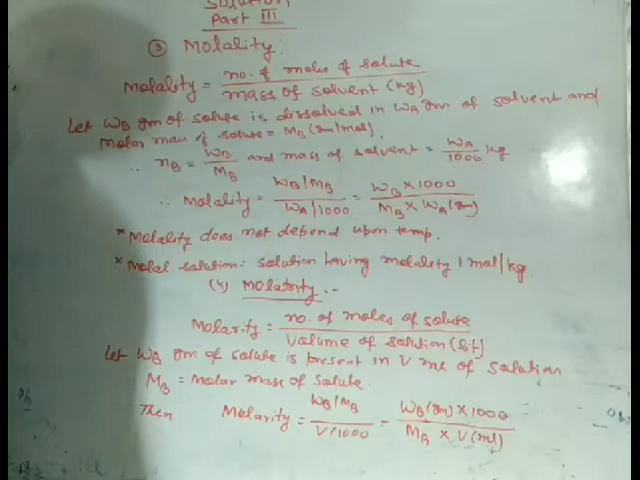 Solution
Part III
③ Molality:
Molality = no. of moles of solute / mass of solvent (kg)
Let WB gm of solute is dissolved in WA gm of solvent and
Molar mass of solute = MB (gm/mol).
∴ nB = WB/MB and mass of solvent = WA/1000 kg
∴ Molality = (WB/MB)/(WA/1000) = WB×1000/(MB × WA(gm))
*Molality does not depend upon temp.
* Molal solution: solution having molality 1 mol/kg.
(4) Molarity :-
Molarity = no. of moles of solute / Volume of solution (lit)
Let WB gm of solute is present in V ml of solution
MB = Molar mass of solute.
Then Molarity = (WB/MB)/(V/1000) = WB(gm)×1000/(MB × V(ml))